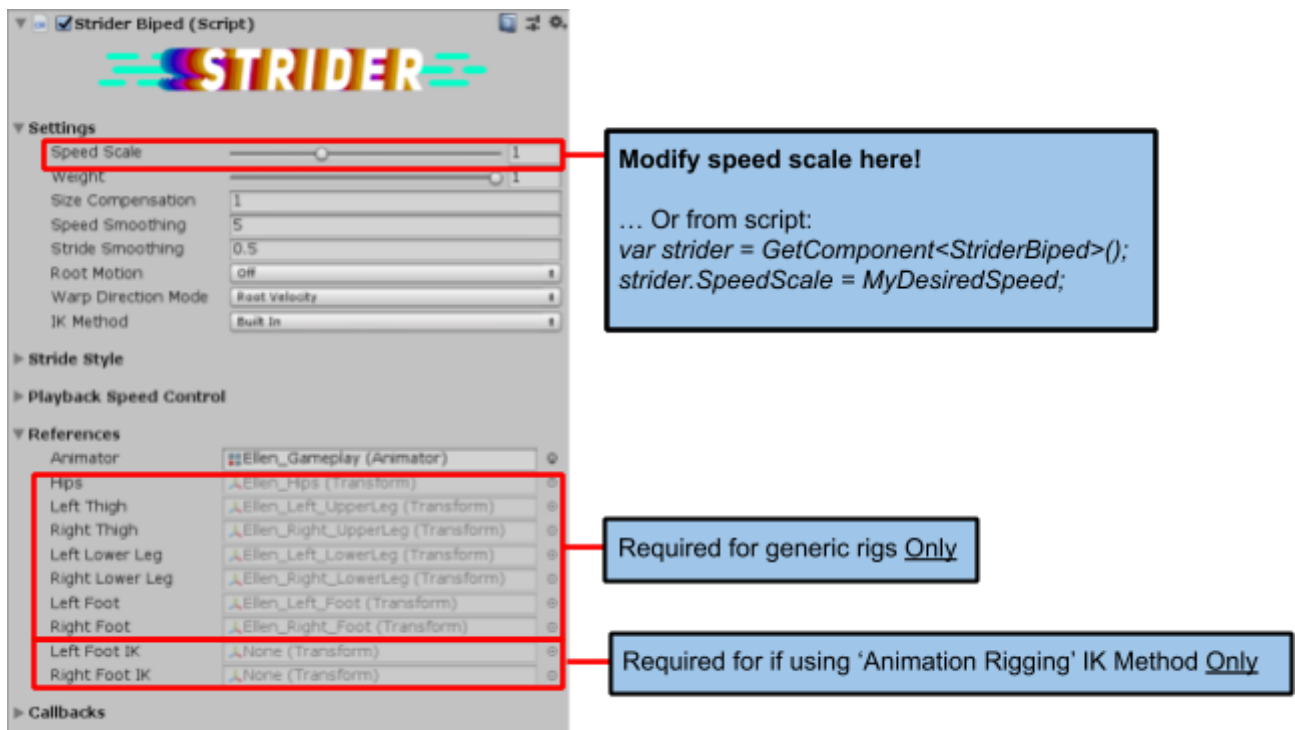 Strider Biped (Script)
STRIDER
Settings
Speed Scale 1
Weight 1
Size Compensation 1
Speed Smoothing 5
Stride Smoothing 0.5
Root Motion Off
Warp Direction Mode Root Velocity
IK Method Built In
Stride Style
Playback Speed Control
References
Animator Ellen_Gameplay (Animator)
Hips Ellen_Hips (Transform)
Left Thigh Ellen_Left_UpperLeg (Transform)
Right Thigh Ellen_Right_UpperLeg (Transform)
Left Lower Leg Ellen_Left_LowerLeg (Transform)
Right Lower Leg Ellen_Right_LowerLeg (Transform)
Left Foot Ellen_Left_Foot (Transform)
Right Foot Ellen_Right_Foot (Transform)
Left Foot IK None (Transform)
Right Foot IK None (Transform)
Callbacks
Modify speed scale here!
… Or from script:
var strider = GetComponent<StriderBiped>();
strider.SpeedScale = MyDesiredSpeed;
Required for generic rigs Only
Required for if using ‘Animation Rigging’ IK Method Only